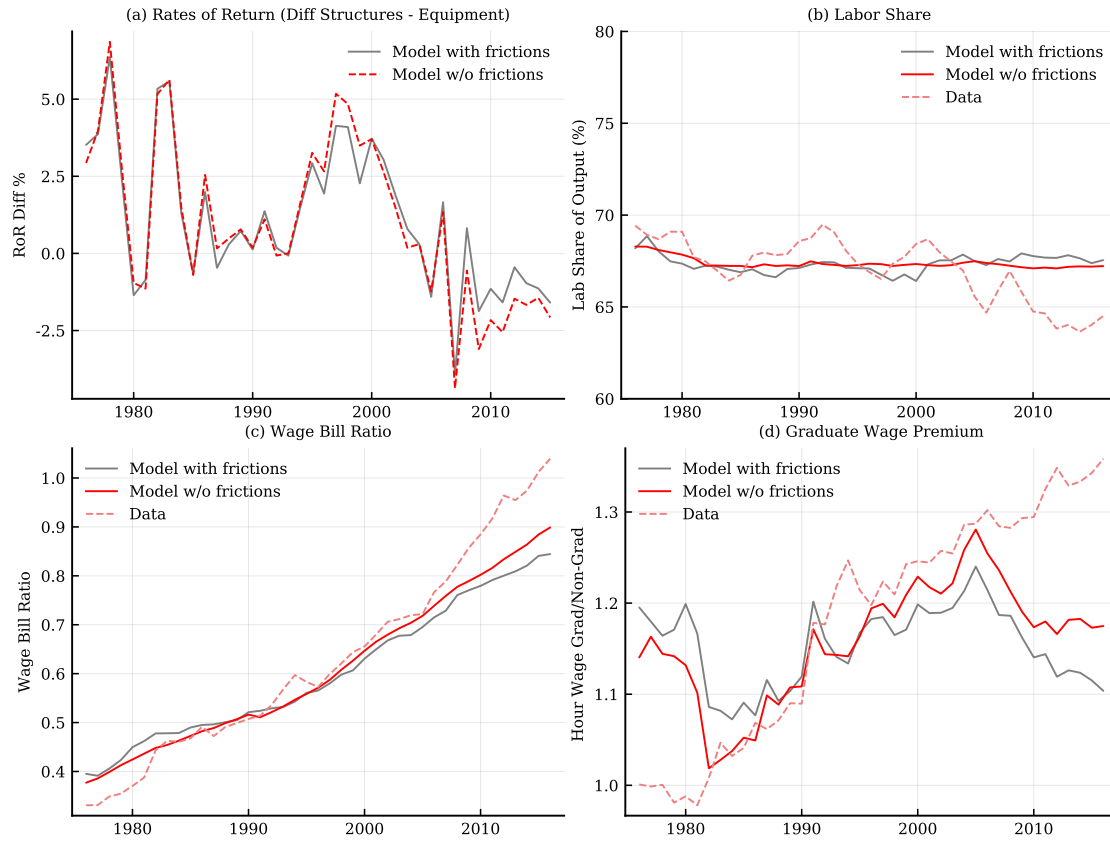 (a) Rates of Return (Diff Structures - Equipment)
RoR Diff %
5.0
2.5
0.0
-2.5
1980
1990
2000
2010
Model with frictions
Model w/o frictions
(b) Labor Share
Lab Share of Output (%)
80
75
70
65
60
1980
1990
2000
2010
Model with frictions
Model w/o frictions
Data
(c) Wage Bill Ratio
Wage Bill Ratio
1.0
0.9
0.8
0.7
0.6
0.5
0.4
1980
1990
2000
2010
Model with frictions
Model w/o frictions
Data
(d) Graduate Wage Premium
Hour Wage Grad/Non-Grad
1.3
1.2
1.1
1.0
1980
1990
2000
2010
Model with frictions
Model w/o frictions
Data